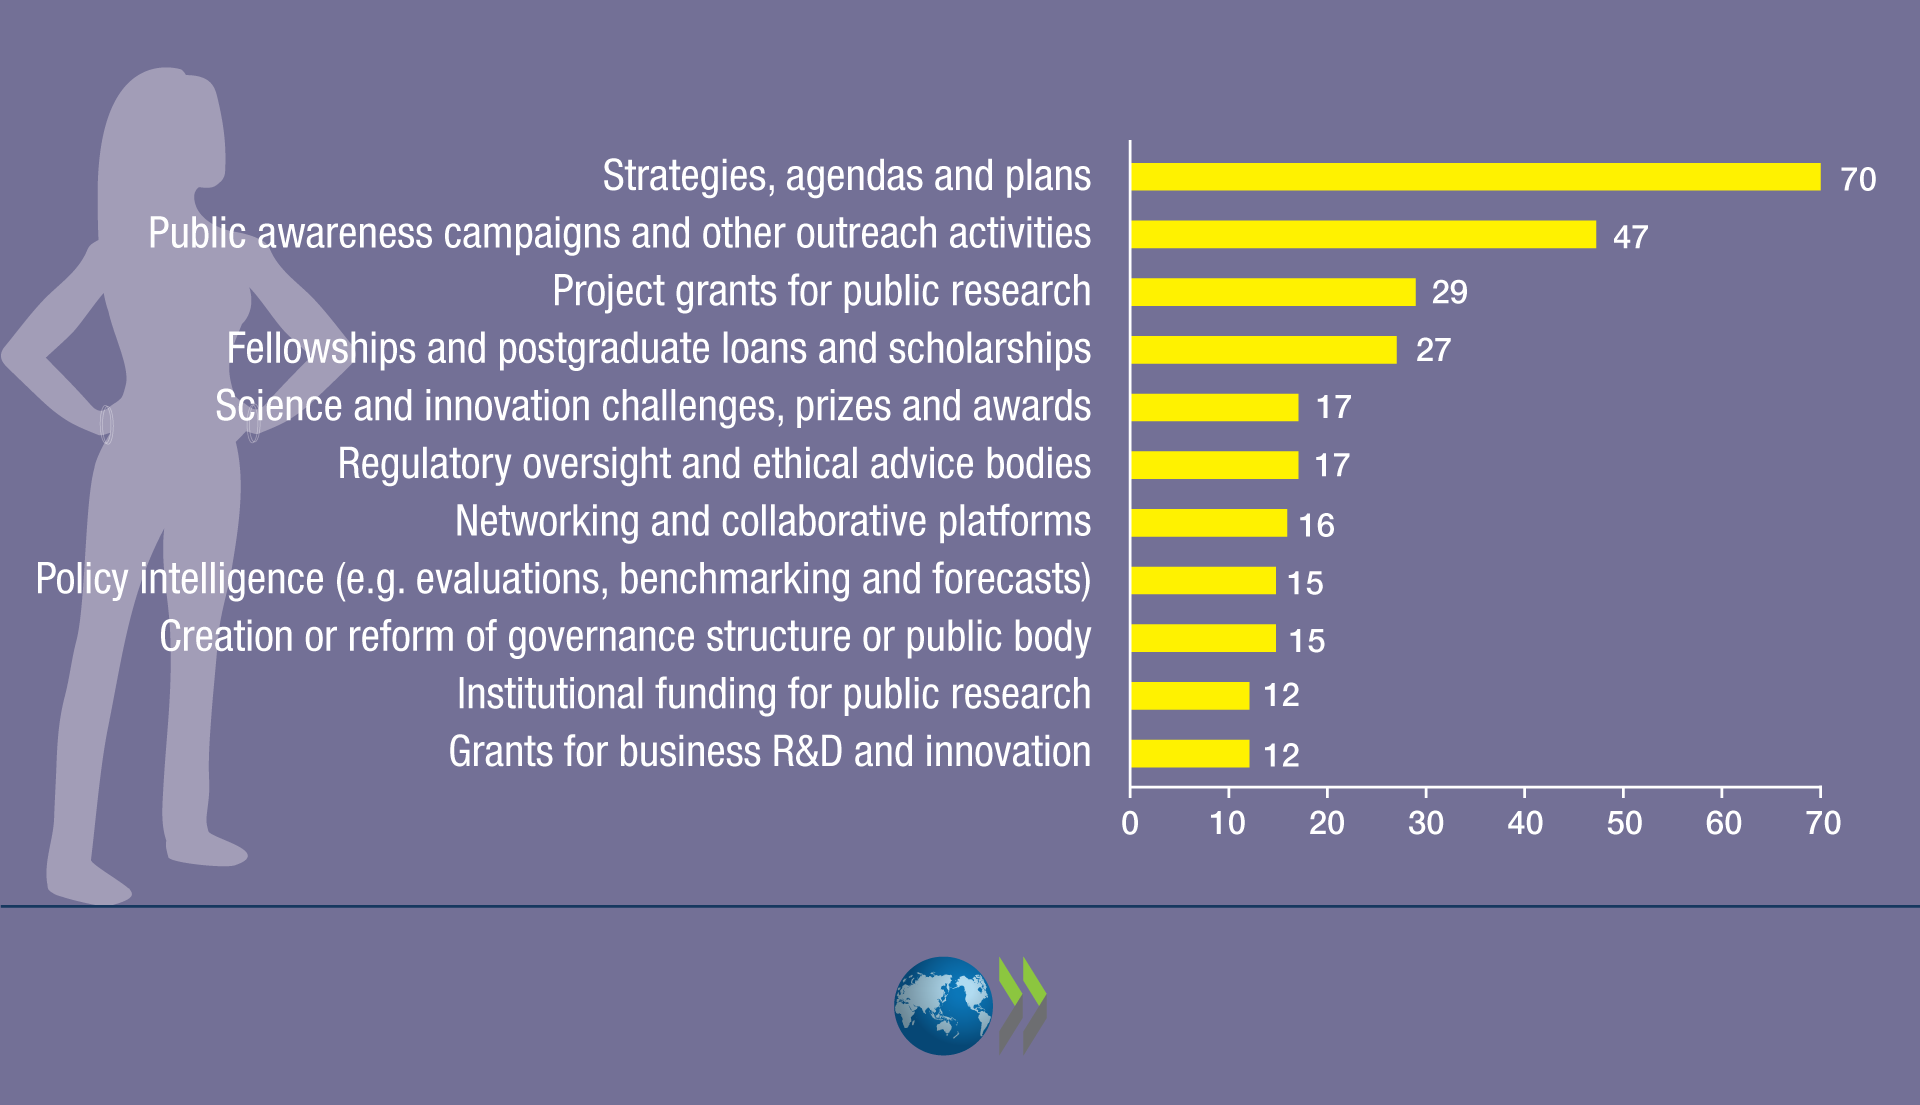 Strategies, agendas and plans 70
Public awareness campaigns and other outreach activities 47
Project grants for public research 29
Fellowships and postgraduate loans and scholarships 27
Science and innovation challenges, prizes and awards 17
Regulatory oversight and ethical advice bodies 17
Networking and collaborative platforms 16
Policy intelligence (e.g. evaluations, benchmarking and forecasts) 15
Creation or reform of governance structure or public body 15
Institutional funding for public research 12
Grants for business R&D and innovation 12
0 10 20 30 40 50 60 70